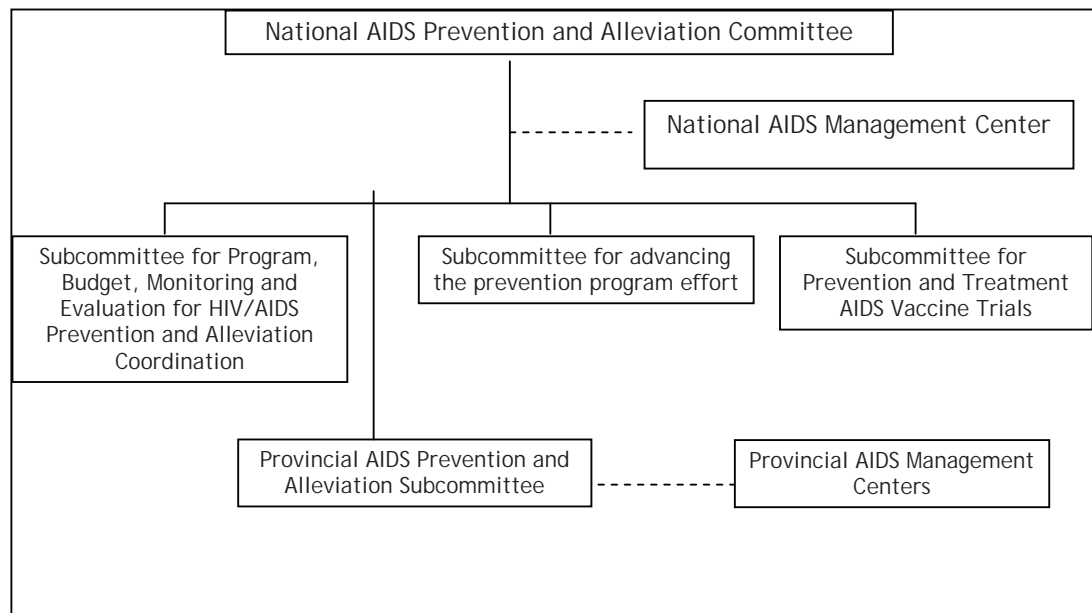 National AIDS Prevention and Alleviation Committee
National AIDS Management Center
Subcommittee for Program,
Budget, Monitoring and
Evaluation for HIV/AIDS
Prevention and Alleviation
Coordination
Subcommittee for advancing
the prevention program effort
Subcommittee for
Prevention and Treatment
AIDS Vaccine Trials
Provincial AIDS Prevention and
Alleviation Subcommittee
Provincial AIDS Management
Centers